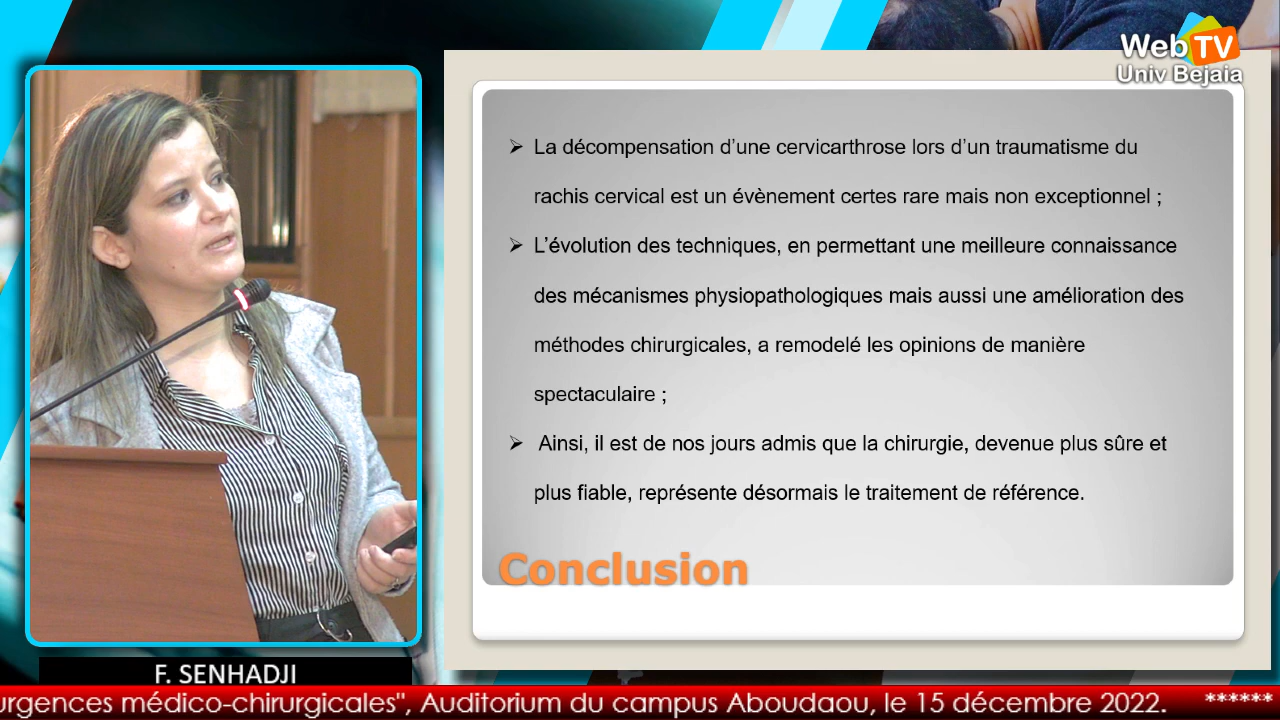 WebTV
Univ Bejaia
➢ La décompensation d’une cervicarthrose lors d’un traumatisme du
rachis cervical est un évènement certes rare mais non exceptionnel ;
➢ L’évolution des techniques, en permettant une meilleure connaissance
des mécanismes physiopathologiques mais aussi une amélioration des
méthodes chirurgicales, a remodelé les opinions de manière
spectaculaire ;
➢ Ainsi, il est de nos jours admis que la chirurgie, devenue plus sûre et
plus fiable, représente désormais le traitement de référence.
Conclusion
F. SENHADJI
urgences médico-chirurgicales", Auditorium du campus Aboudaou, le 15 décembre 2022. ******